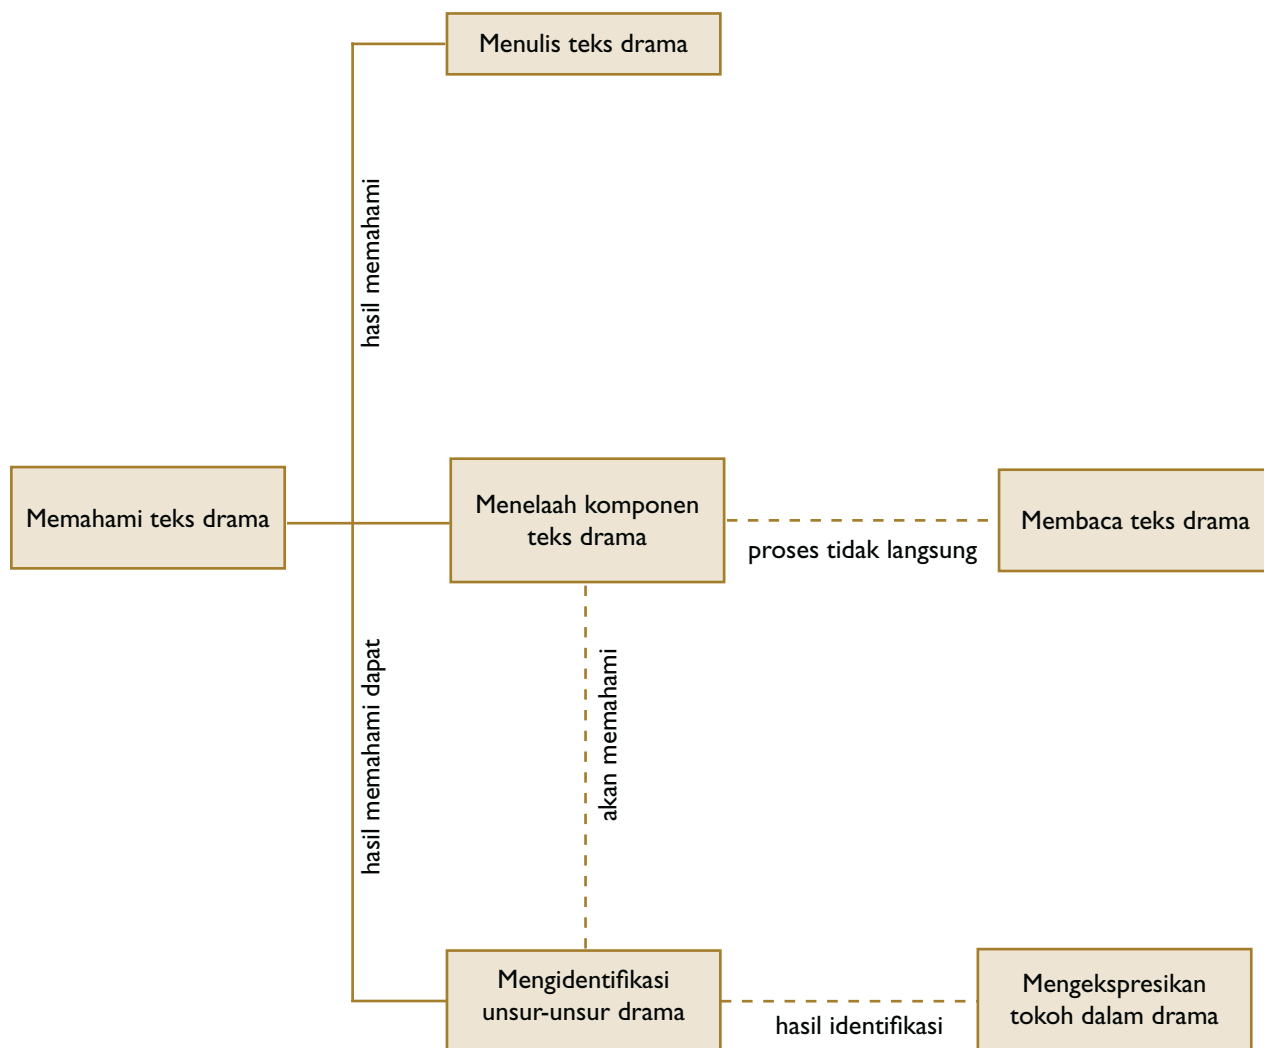 Menulis teks drama
hasil memahami
Memahami teks drama
Menelaah komponen
teks drama
proses tidak langsung
Membaca teks drama
hasil memahami dapat
akan memahami
Mengidentifikasi
unsur-unsur drama
hasil identifikasi
Mengekspresikan
tokoh dalam drama